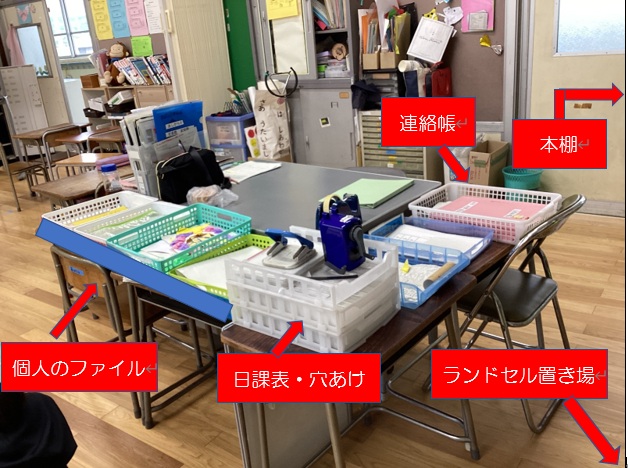 連絡帳
本棚
個人のファイル
日課表・穴あけ
ランドセル置き場